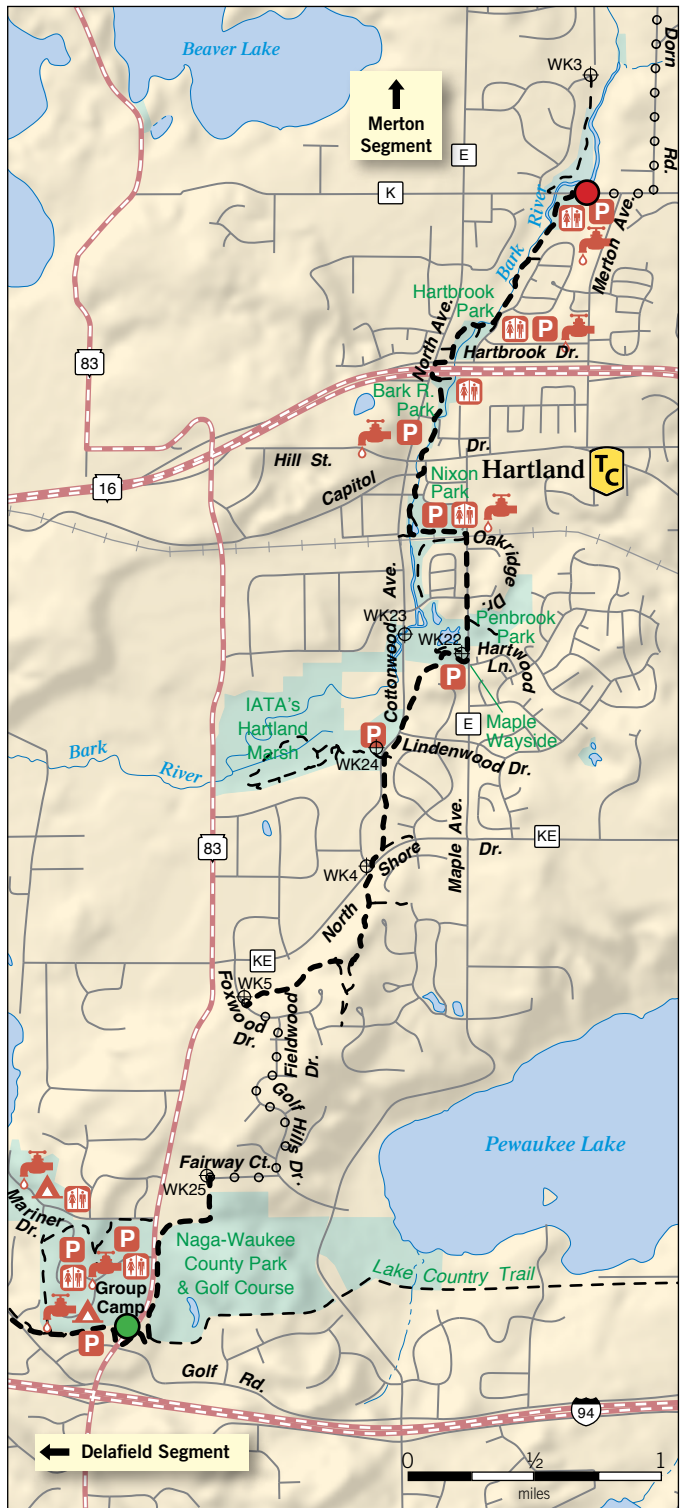 Beaver Lake
WK3
Dorn
Rd.
Merton
Segment
E
K
Bark
River
P
Merton Ave.
Hartbrook
Park
North Ave.
P
Hartbrook Dr.
83
Bark R.
Park
P
Hill St.
Capitol
Dr.
Hartland
TC
16
Nixon
Park
P
Oakridge
Dr.
Cottonwood Ave.
WK23
WK22
Penbrook
Park
Hartwood
Ln.
P
IATA's
Hartland
Marsh
E
Maple
Wayside
P
Bark
River
WK24
Lindenwood Dr.
83
Maple Ave.
KE
Dr.
Shore
WK4
North
KE
WK5
Foxwood
Dr.
Fieldwood
Dr.
Golf Hills Dr.
Pewaukee Lake
Fairway Ct.
WK25
Mariner
Dr.
P
P
Naga-Waukee
County Park
& Golf Course
Lake Country Trail
Group
Camp
P
Golf
Rd.
94
Delafield Segment
0
½
1
miles